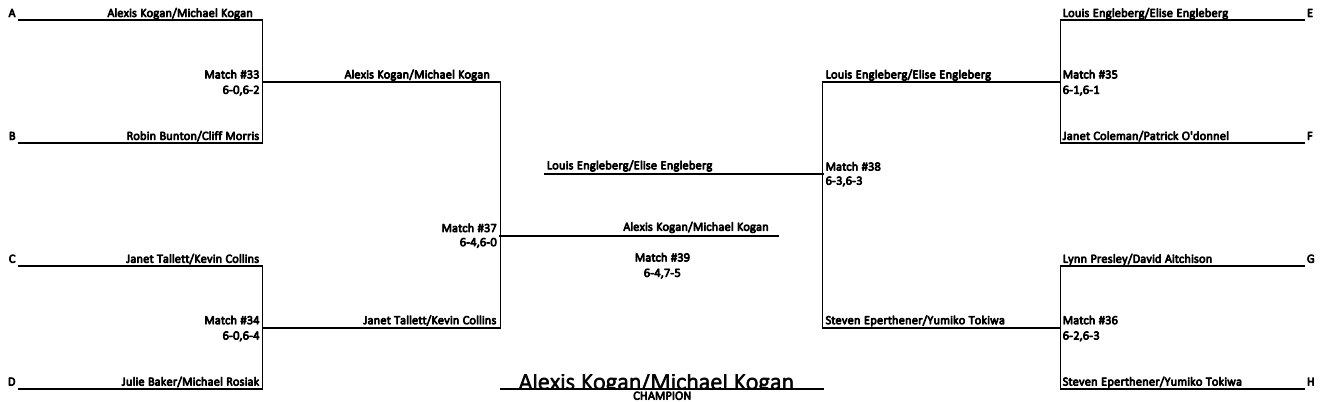 A Alexis Kogan/Michael Kogan
Match #33
6-0,6-2
B Robin Bunton/Cliff Morris
Alexis Kogan/Michael Kogan
C Janet Tallett/Kevin Collins
Match #34
6-0,6-4
D Julie Baker/Michael Rosiak
Janet Tallett/Kevin Collins
Match #37
6-4,6-0
Louis Engleberg/Elise Engleberg
Alexis Kogan/Michael Kogan
Match #39
6-4,7-5
Alexis Kogan/Michael Kogan
CHAMPION
Louis Engleberg/Elise Engleberg
Match #38
6-3,6-3
Steven Eperthener/Yumiko Tokiwa
Louis Engleberg/Elise Engleberg E
Match #35
6-1,6-1
Janet Coleman/Patrick O'donnel F
Lynn Presley/David Aitchison G
Match #36
6-2,6-3
Steven Eperthener/Yumiko Tokiwa H